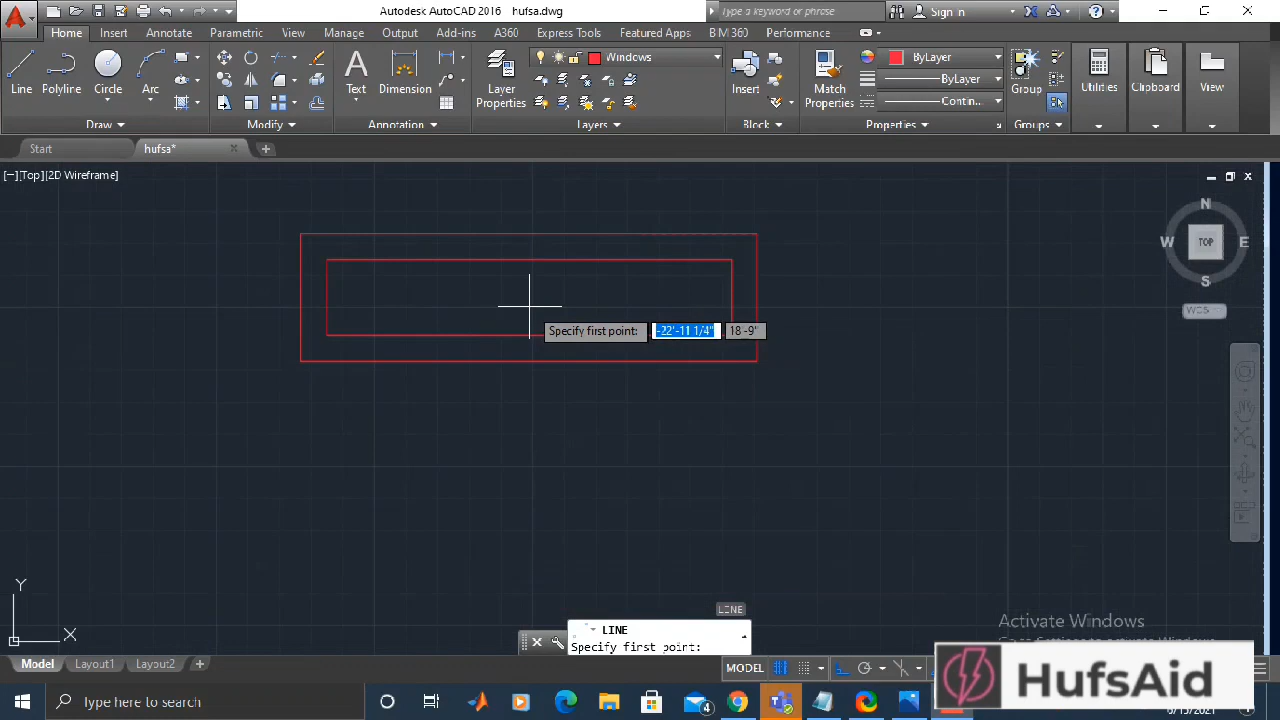 Autodesk AutoCAD 2016 hufsa.dwg
Type a keyword or phrase
Sign In
Home Insert Annotate Parametric View Manage Output Add-ins A360 Express Tools Featured Apps BIM 360 Performance
Windows
ByLayer
ByLayer
Contin...
Line Polyline Circle Arc
Text Dimension
Layer Properties
Insert
Match Properties
Group
Utilities
Clipboard
View
Draw Modify Annotation Layers Block Properties Groups
Start
hufsa*
[−][Top][2D Wireframe]
N
W TOP E
S
WCS
Specify first point: -22'-11 1/4" 18'-9"
Y
X
LINE
LINE
Specify first point:
Activate Windows
Model Layout1 Layout2
MODEL
HufsAid
Type here to search
4